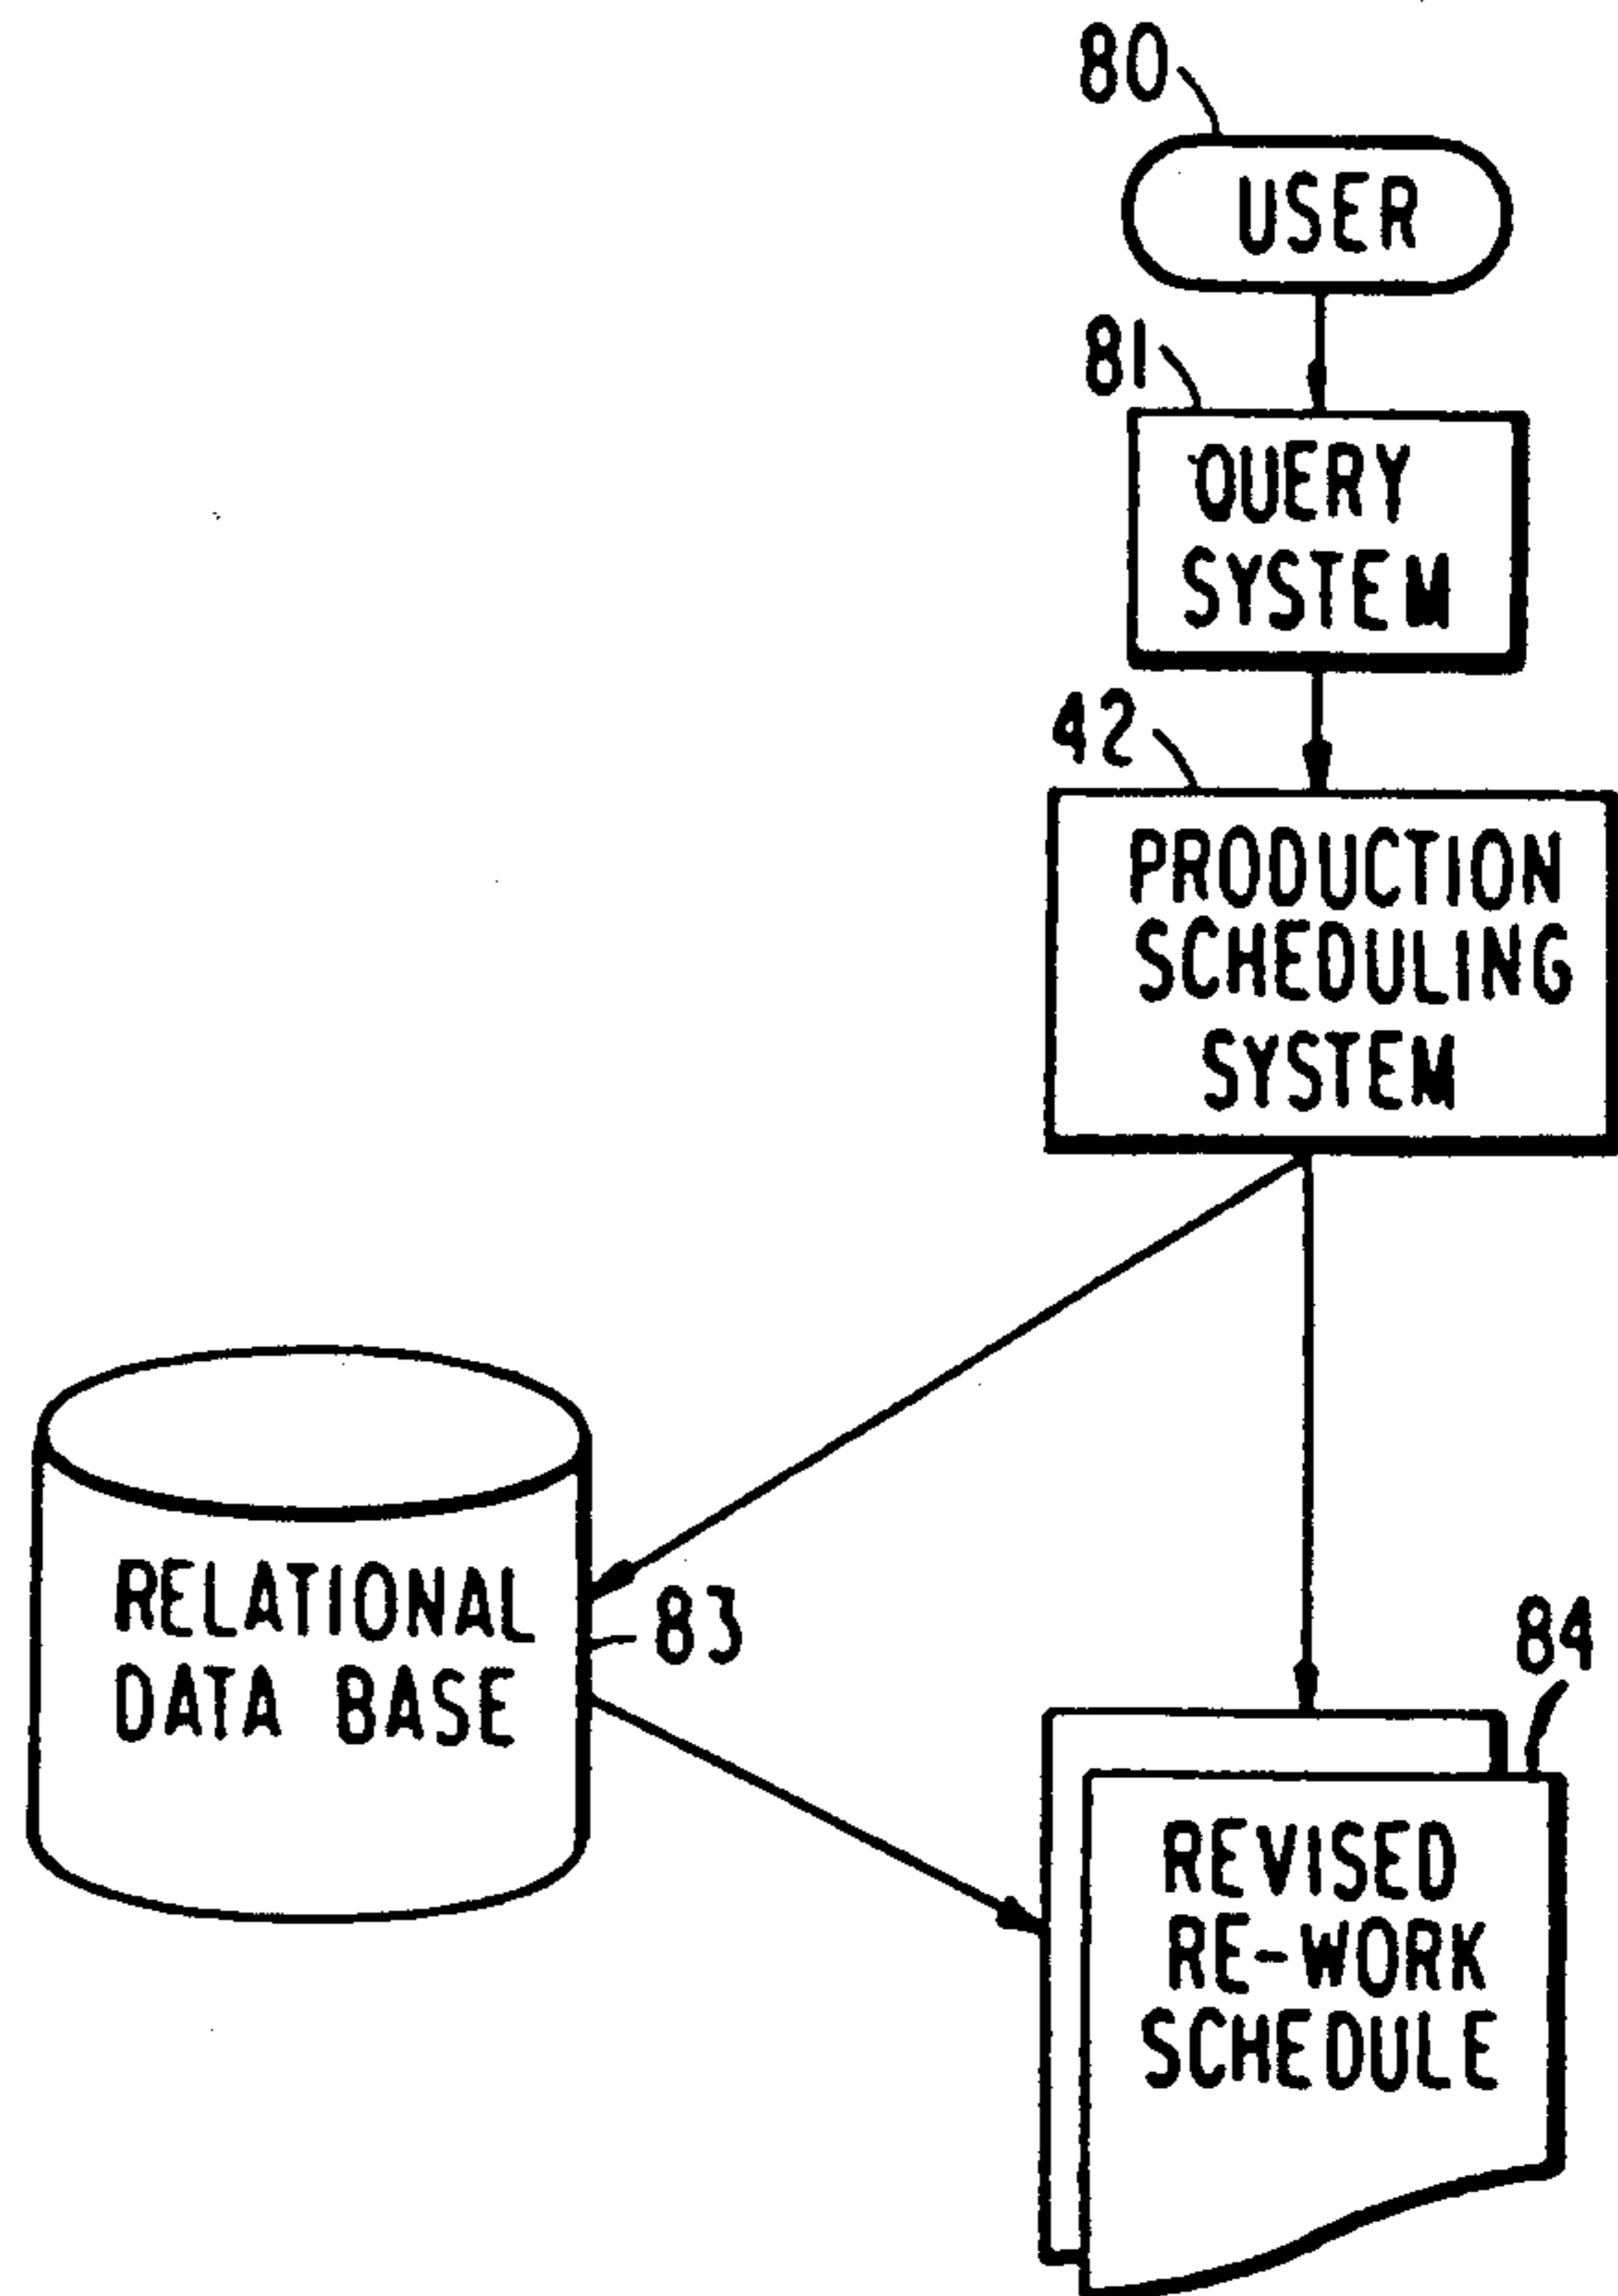 80
USER
81
QUERY
SYSTEM
42
PRODUCTION
SCHEDULING
SYSTEM
RELATIONAL
DATA BASE
83
84
REVISED
RE-WORK
SCHEDULE